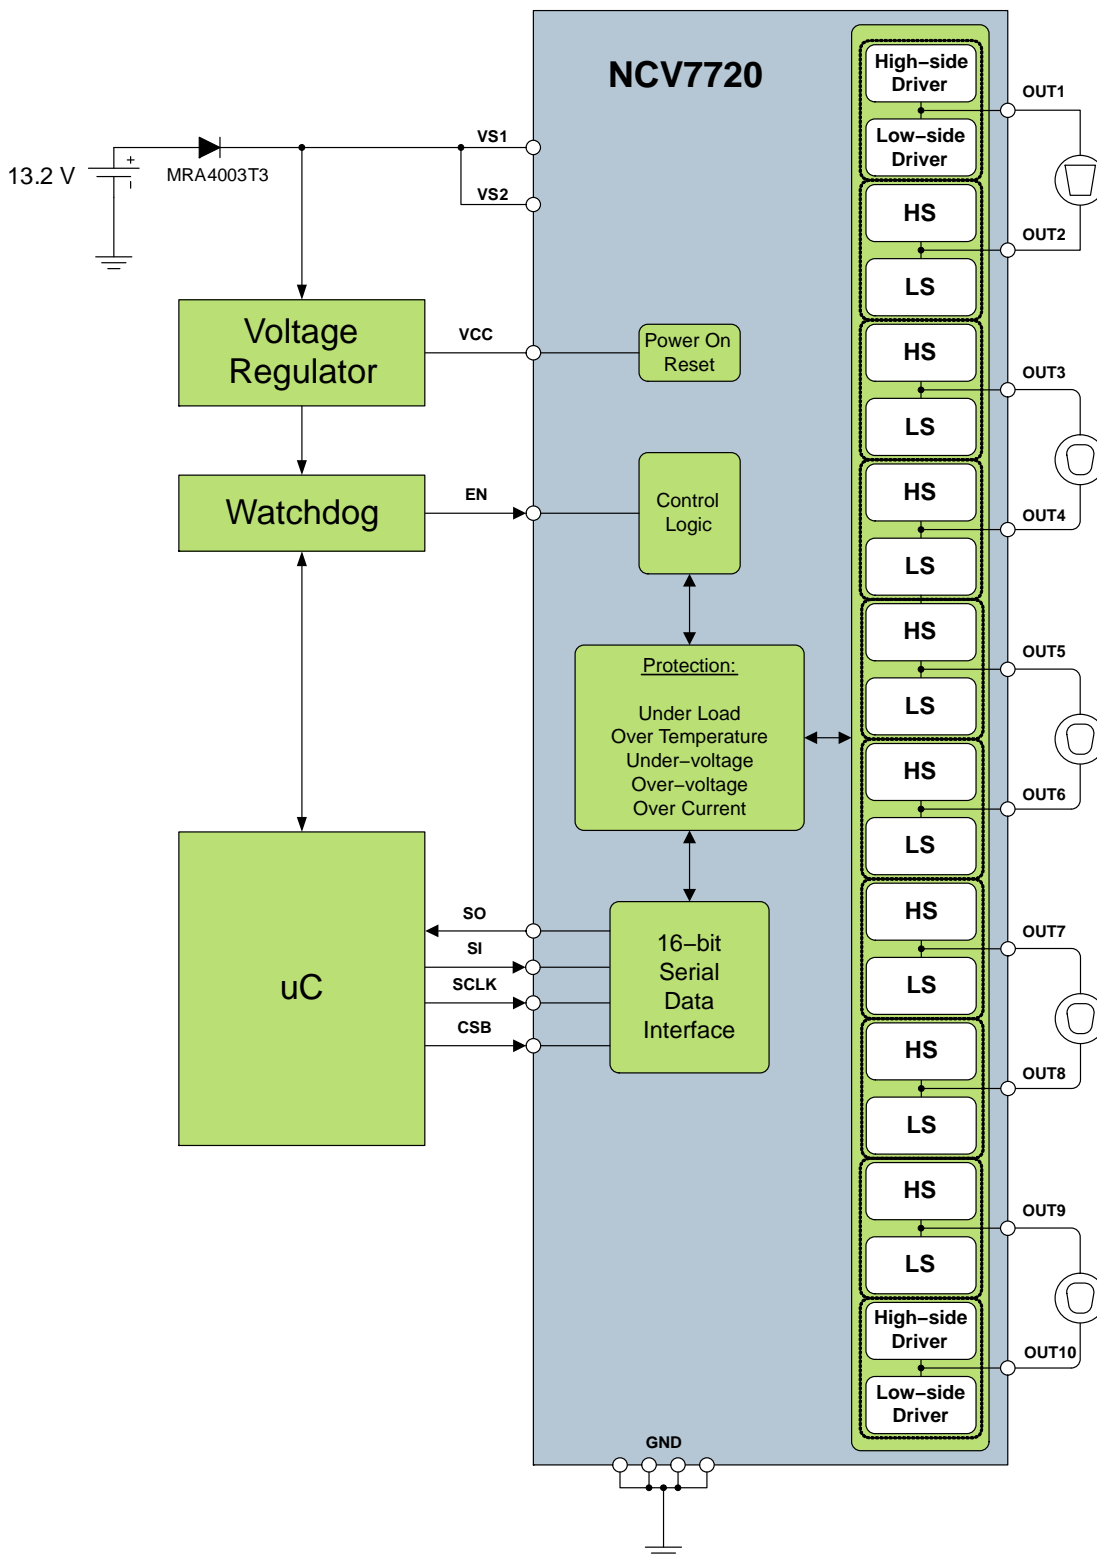 NCV7720
High−side
Driver
Low−side
Driver
OUT1
HS
OUT2
LS
VS1
VS2
13.2 V
+
MRA4003T3
Voltage
Regulator
VCC
Power On
Reset
HS
OUT3
LS
Watchdog
EN
Control
Logic
HS
OUT4
LS
HS
OUT5
LS
Protection:
Under Load
Over Temperature
Under−voltage
Over−voltage
Over Current
HS
OUT6
LS
uC
SO
SI
SCLK
CSB
16−bit
Serial
Data
Interface
HS
OUT7
LS
HS
OUT8
LS
HS
OUT9
LS
High−side
Driver
OUT10
Low−side
Driver
GND